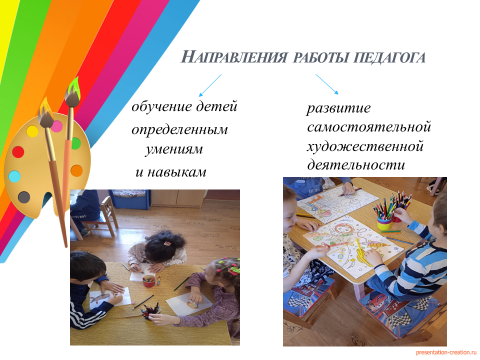 НАПРАВЛЕНИЯ РАБОТЫ ПЕДАГОГА
обучение детей
определенным
умениям
и навыкам
развитие
самостоятельной
художественной
деятельности
presentation-creation.ru